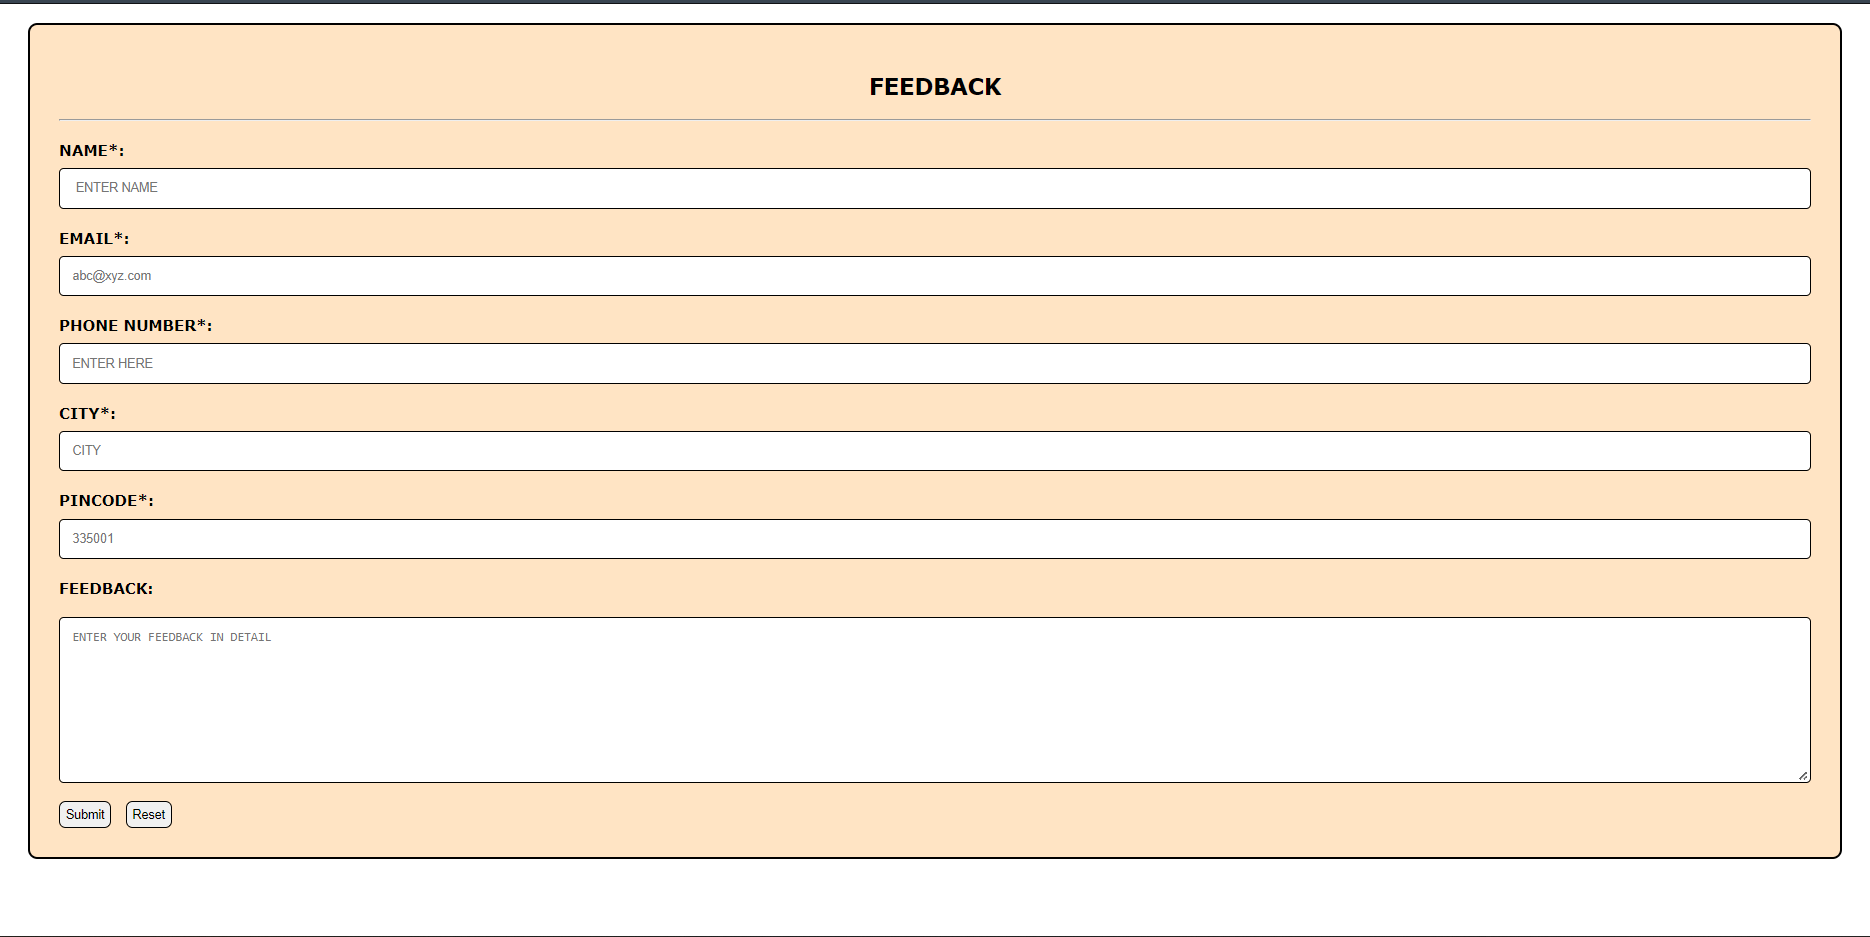 FEEDBACK
NAME*:
ENTER NAME
EMAIL*:
abc@xyz.com
PHONE NUMBER*:
ENTER HERE
CITY*:
CITY
PINCODE*:
335001
FEEDBACK:
ENTER YOUR FEEDBACK IN DETAIL
Submit Reset